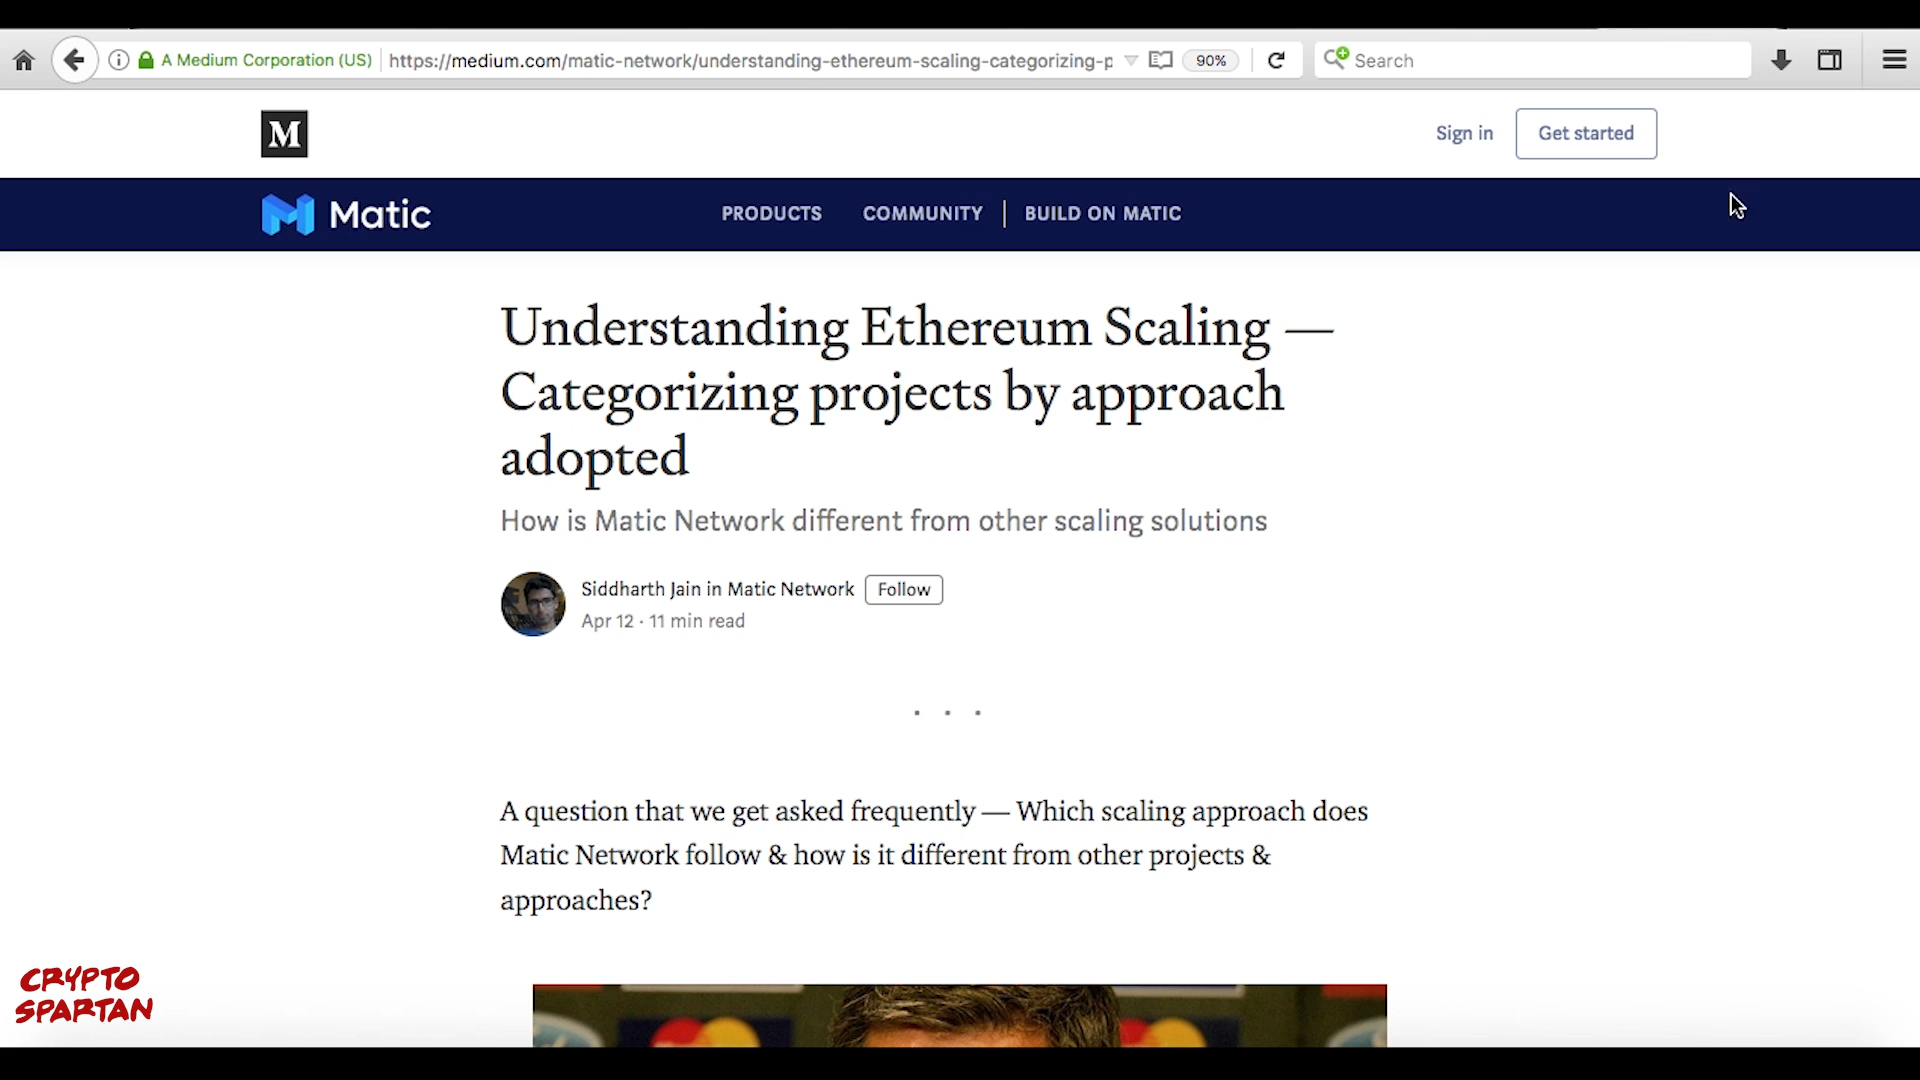 A Medium Corporation (US)
https://medium.com/matic-network/understanding-ethereum-scaling-categorizing-p
90%
Search
M
Sign in
Get started
Matic
PRODUCTS
COMMUNITY
BUILD ON MATIC
Understanding Ethereum Scaling —
Categorizing projects by approach
adopted
How is Matic Network different from other scaling solutions
Siddharth Jain in Matic Network
Follow
Apr 12 · 11 min read
. . .
A question that we get asked frequently — Which scaling approach does
Matic Network follow & how is it different from other projects &
approaches?
CRYPTO
SPARTAN